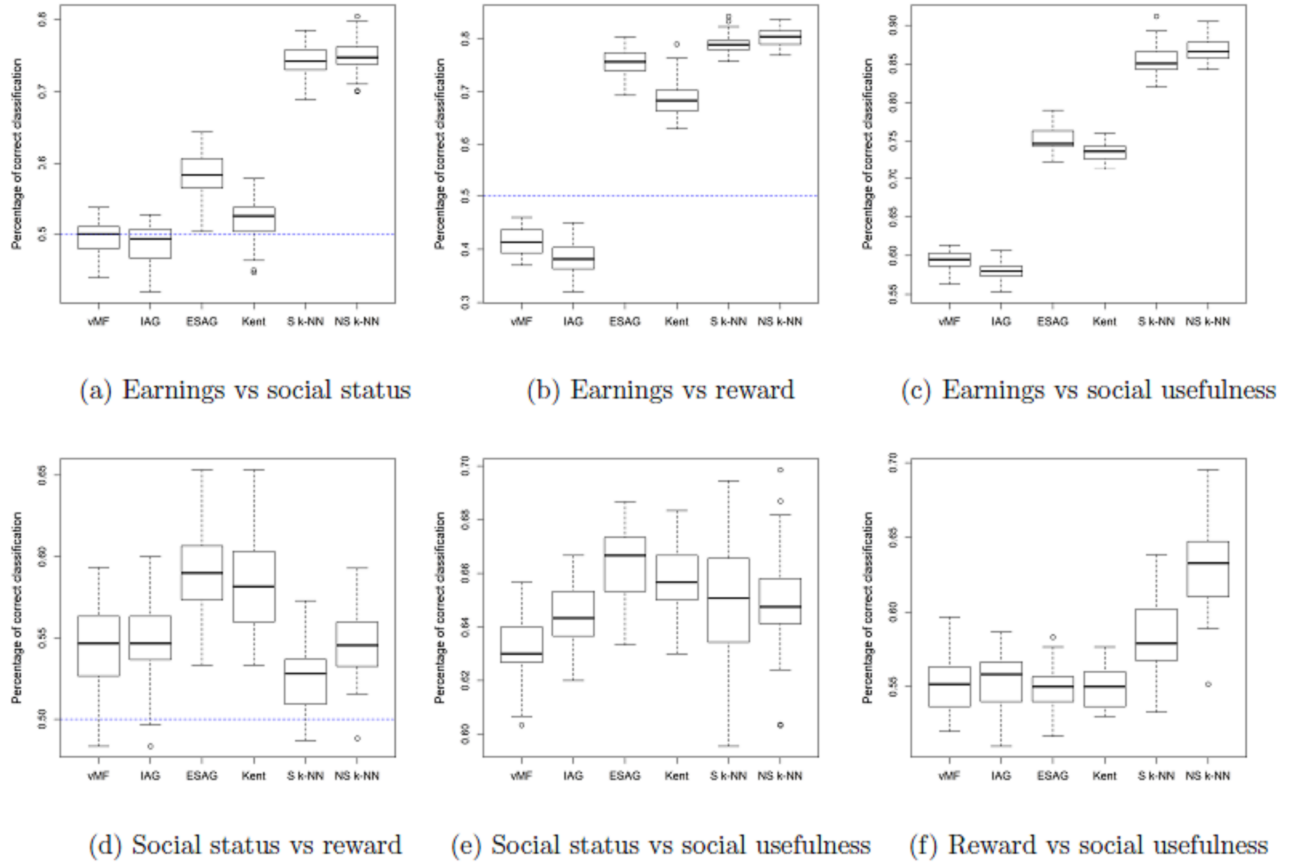 Percentage of correct classification
0.8
0.7
0.6
0.5
vMF IAG ESAG Kent S k-NN NS k-NN
(a) Earnings vs social status
Percentage of correct classification
0.8
0.7
0.6
0.5
0.4
0.3
vMF IAG ESAG Kent S k-NN NS k-NN
(b) Earnings vs reward
Percentage of correct classification
0.90
0.85
0.80
0.75
0.70
0.65
0.60
0.55
vMF IAG ESAG Kent S k-NN NS k-NN
(c) Earnings vs social usefulness
Percentage of correct classification
0.65
0.60
0.55
0.50
vMF IAG ESAG Kent S k-NN NS k-NN
(d) Social status vs reward
Percentage of correct classification
0.70
0.68
0.66
0.64
0.62
0.60
vMF IAG ESAG Kent S k-NN NS k-NN
(e) Social status vs social usefulness
Percentage of correct classification
0.70
0.65
0.60
0.55
vMF IAG ESAG Kent S k-NN NS k-NN
(f) Reward vs social usefulness